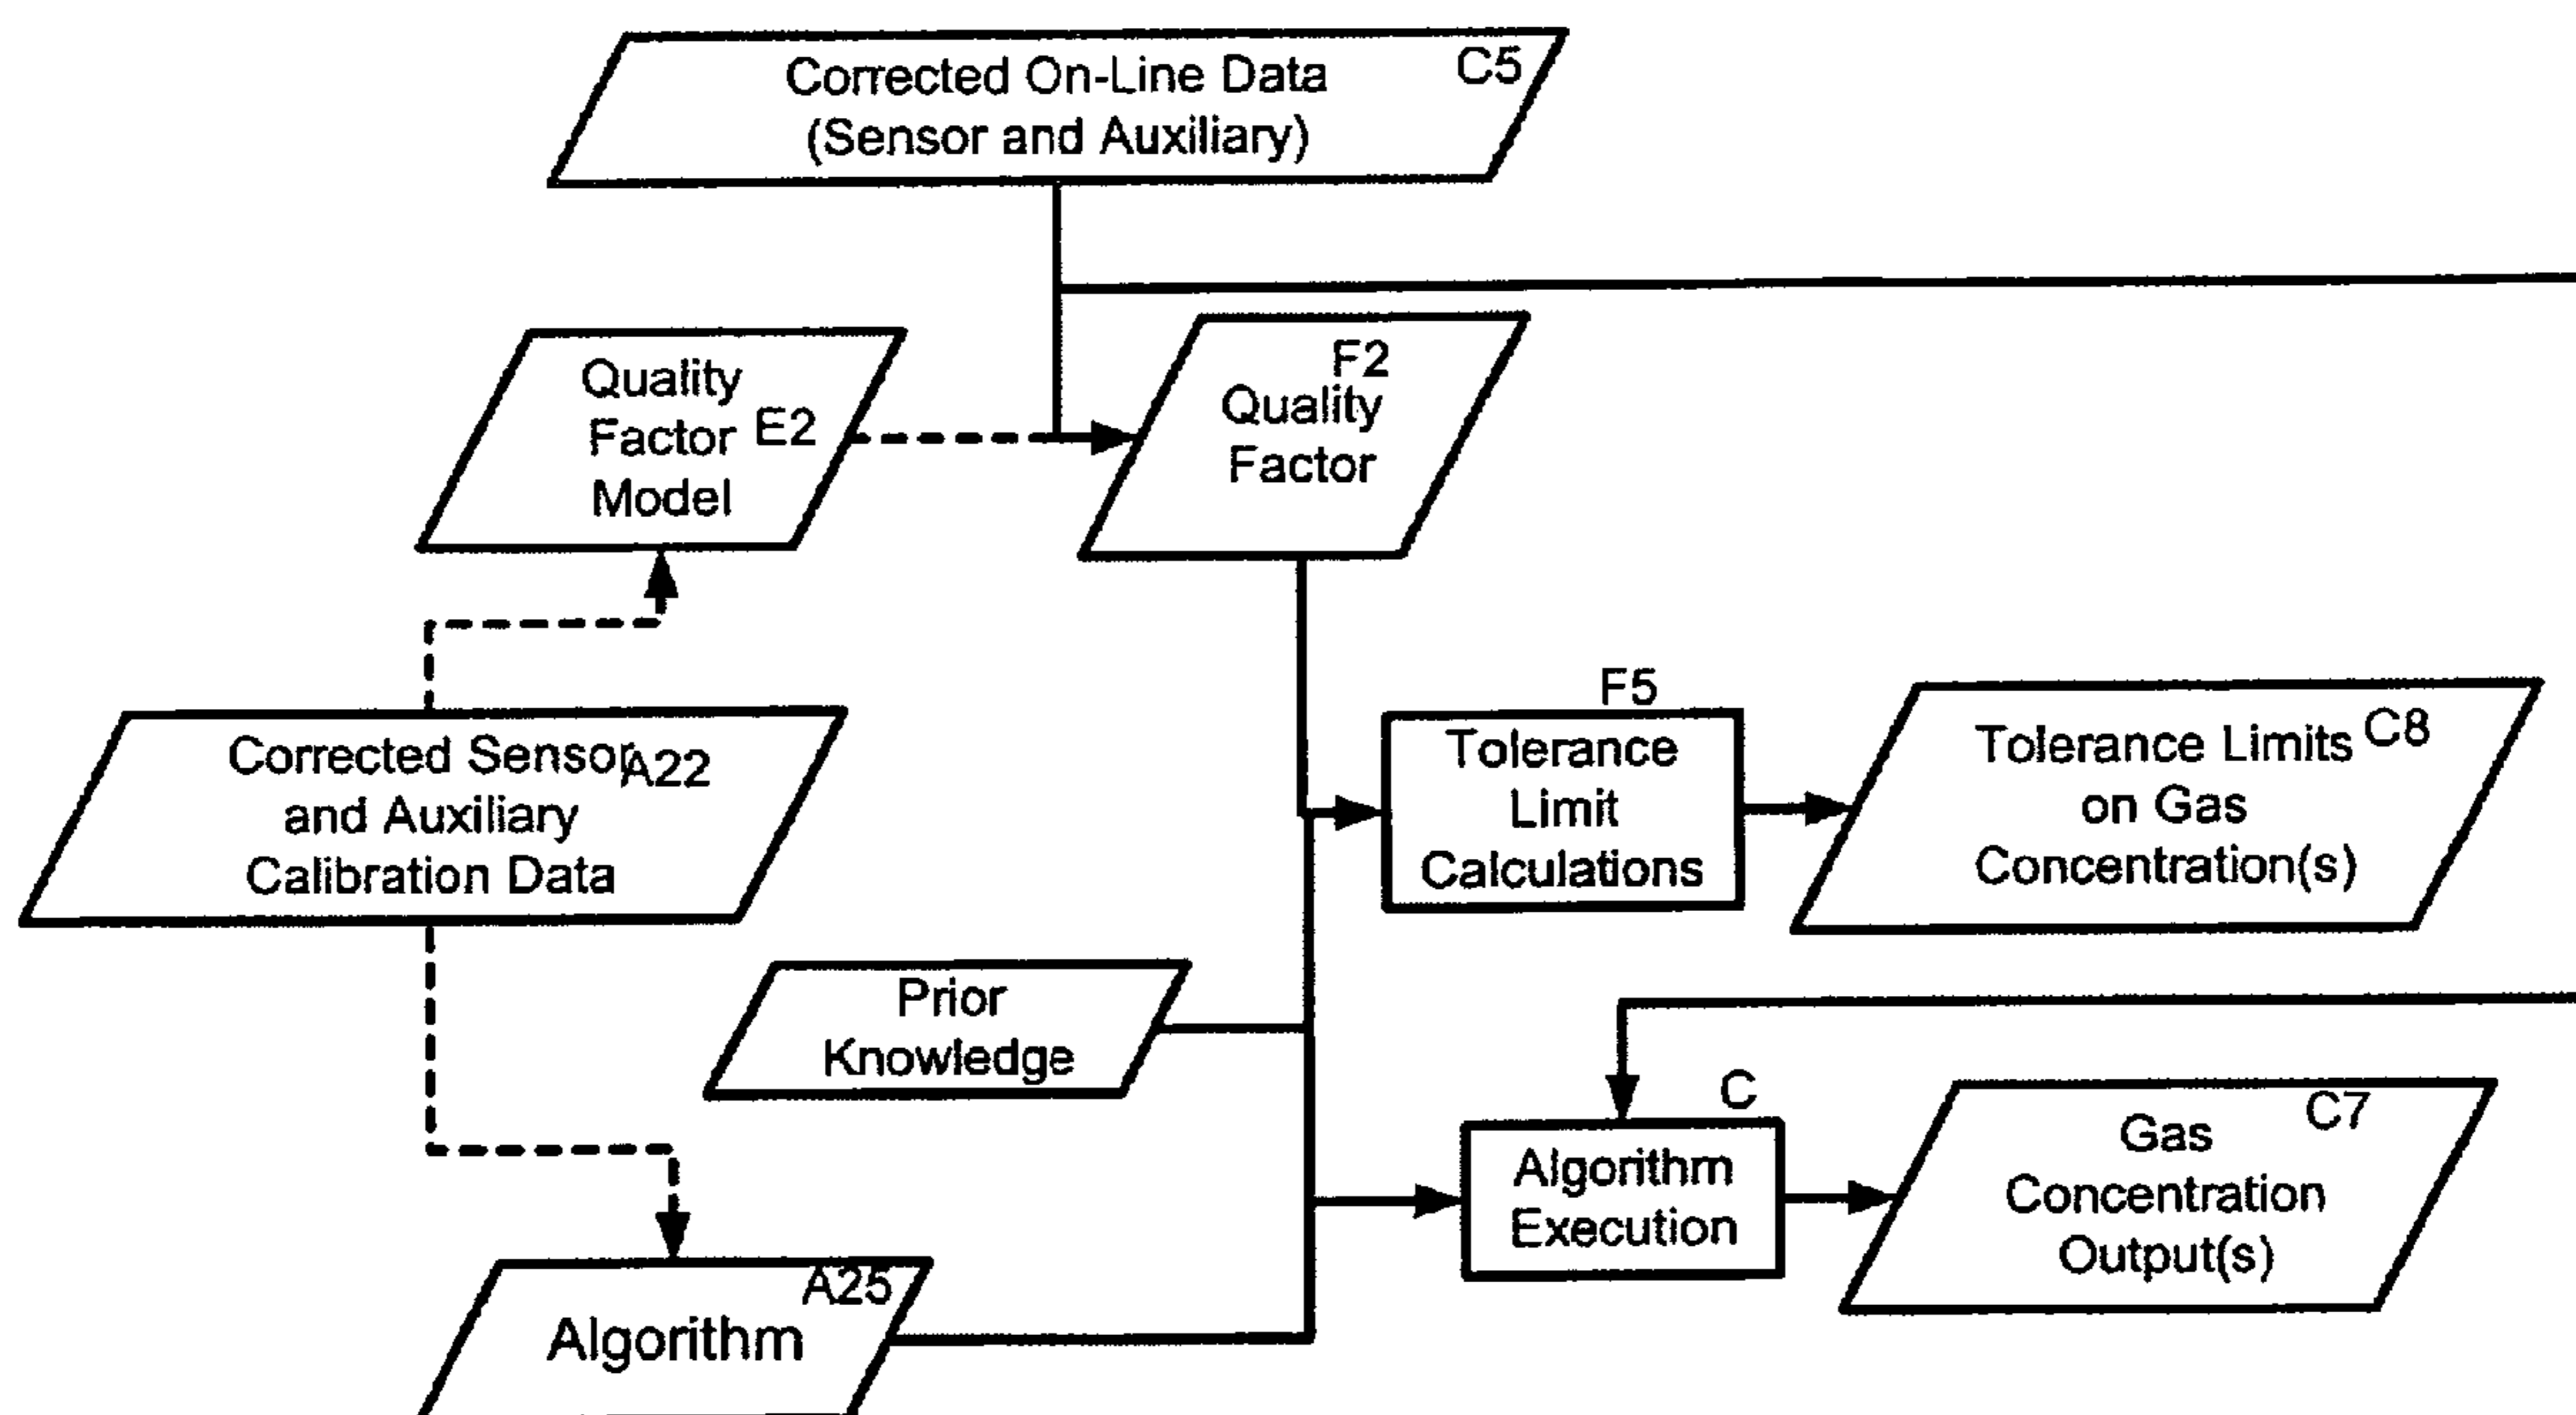 Corrected On-Line Data C5
(Sensor and Auxiliary)
Quality
Factor E2
Model
F2
Quality
Factor
Corrected Sensor A22
and Auxiliary
Calibration Data
F5
Tolerance
Limit
Calculations
Tolerance Limits C8
on Gas
Concentration(s)
Prior
Knowledge
C
Algorithm
Execution
C7
Gas
Concentration
Output(s)
A25
Algorithm